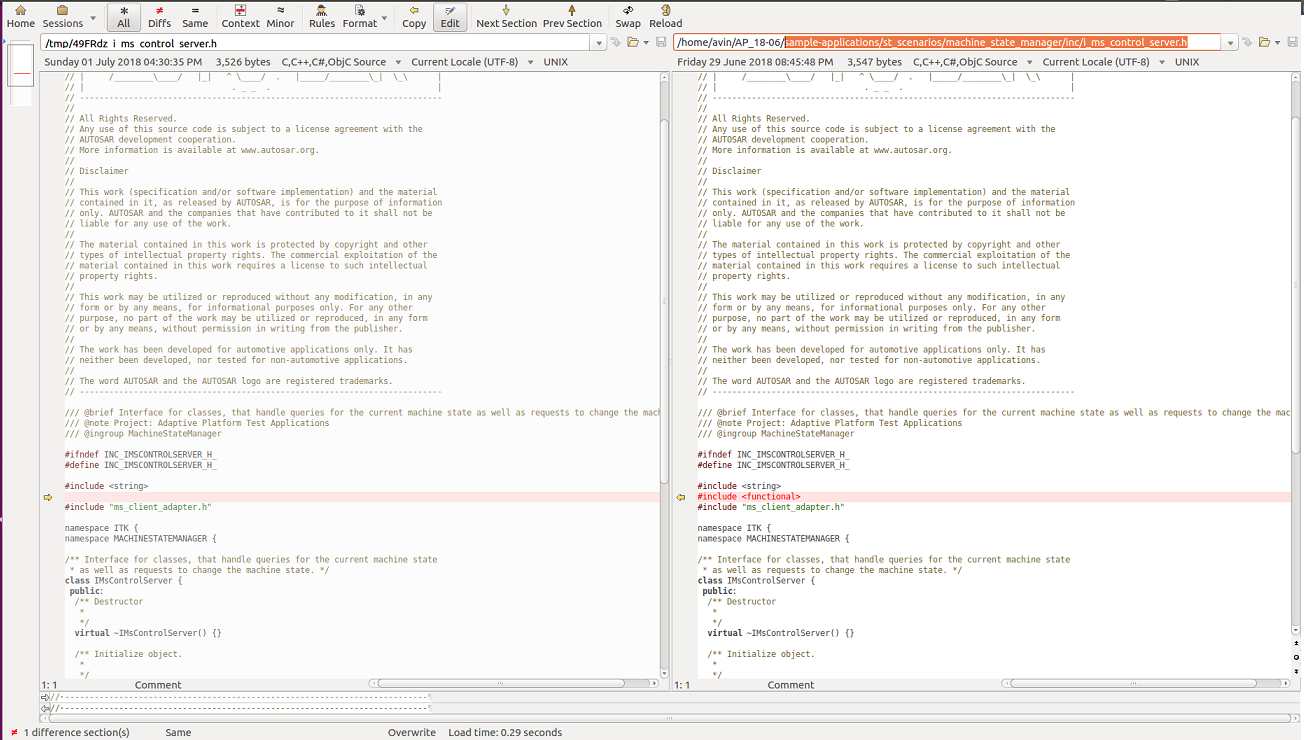 Home Sessions All Diffs Same Context Minor Rules Format Copy Edit Next Section Prev Section Swap Reload
/tmp/49FRdz_i_ms_control_server.h
Sunday 01 July 2018 04:30:35 PM 3,526 bytes C,C++,C#,ObjC Source Current Locale (UTF-8) UNIX
// | /________\____/ |_| ^ \____/ . |_____/________\_| \_\ |
// | . _ _ . |
// --------------------------------------------------------------------------
//
// All Rights Reserved.
// Any use of this source code is subject to a license agreement with the
// AUTOSAR development cooperation.
// More information is available at www.autosar.org.
//
// Disclaimer
//
// This work (specification and/or software implementation) and the material
// contained in it, as released by AUTOSAR, is for the purpose of information
// only. AUTOSAR and the companies that have contributed to it shall not be
// liable for any use of the work.
//
// The material contained in this work is protected by copyright and other
// types of intellectual property rights. The commercial exploitation of the
// material contained in this work requires a license to such intellectual
// property rights.
//
// This work may be utilized or reproduced without any modification, in any
// form or by any means, for informational purposes only. For any other
// purpose, no part of the work may be utilized or reproduced, in any form
// or by any means, without permission in writing from the publisher.
//
// The work has been developed for automotive applications only. It has
// neither been developed, nor tested for non-automotive applications.
//
// The word AUTOSAR and the AUTOSAR logo are registered trademarks.
// --------------------------------------------------------------------------
/// @brief Interface for classes, that handle queries for the current machine state as well as requests to change the mach
/// @note Project: Adaptive Platform Test Applications
/// @ingroup MachineStateManager
#ifndef INC_IMSCONTROLSERVER_H_
#define INC_IMSCONTROLSERVER_H_
#include <string>
#include "ms_client_adapter.h"
namespace ITK {
namespace MACHINESTATEMANAGER {
/** Interface for classes, that handle queries for the current machine state
* as well as requests to change the machine state. */
class IMsControlServer {
public:
/** Destructor
*
*/
virtual ~IMsControlServer() {}
/** Initialize object.
*
*/
1: 1 Comment
/home/avin/AP_18-06/sample-applications/st_scenarios/machine_state_manager/inc/i_ms_control_server.h
Friday 29 June 2018 08:45:48 PM 3,547 bytes C,C++,C#,ObjC Source Current Locale (UTF-8) UNIX
// | /________\____/ |_| ^ \____/ . |_____/________\_| \_\ |
// | . _ _ . |
// --------------------------------------------------------------------------
//
// All Rights Reserved.
// Any use of this source code is subject to a license agreement with the
// AUTOSAR development cooperation.
// More information is available at www.autosar.org.
//
// Disclaimer
//
// This work (specification and/or software implementation) and the material
// contained in it, as released by AUTOSAR, is for the purpose of information
// only. AUTOSAR and the companies that have contributed to it shall not be
// liable for any use of the work.
//
// The material contained in this work is protected by copyright and other
// types of intellectual property rights. The commercial exploitation of the
// material contained in this work requires a license to such intellectual
// property rights.
//
// This work may be utilized or reproduced without any modification, in any
// form or by any means, for informational purposes only. For any other
// purpose, no part of the work may be utilized or reproduced, in any form
// or by any means, without permission in writing from the publisher.
//
// The work has been developed for automotive applications only. It has
// neither been developed, nor tested for non-automotive applications.
//
// The word AUTOSAR and the AUTOSAR logo are registered trademarks.
// --------------------------------------------------------------------------
/// @brief Interface for classes, that handle queries for the current machine state as well as requests to change the mac
/// @note Project: Adaptive Platform Test Applications
/// @ingroup MachineStateManager
#ifndef INC_IMSCONTROLSERVER_H_
#define INC_IMSCONTROLSERVER_H_
#include <string>
#include <functional>
#include "ms_client_adapter.h"
namespace ITK {
namespace MACHINESTATEMANAGER {
/** Interface for classes, that handle queries for the current machine state
* as well as requests to change the machine state. */
class IMsControlServer {
public:
/** Destructor
*
*/
virtual ~IMsControlServer() {}
/** Initialize object.
*
*/
1: 1 Comment
//·--------------------------------------------------------------------------¶
//·--------------------------------------------------------------------------¶
≠ 1 difference section(s) Same Overwrite Load time: 0.29 seconds